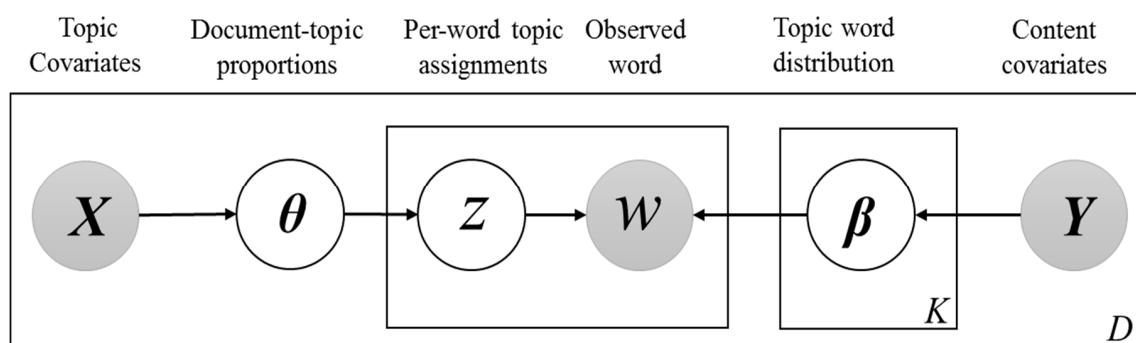 Topic Covariates
Document-topic proportions
Per-word topic assignments
Observed word
Topic word distribution
Content covariates
X
θ
z
w
β
Y
K
D